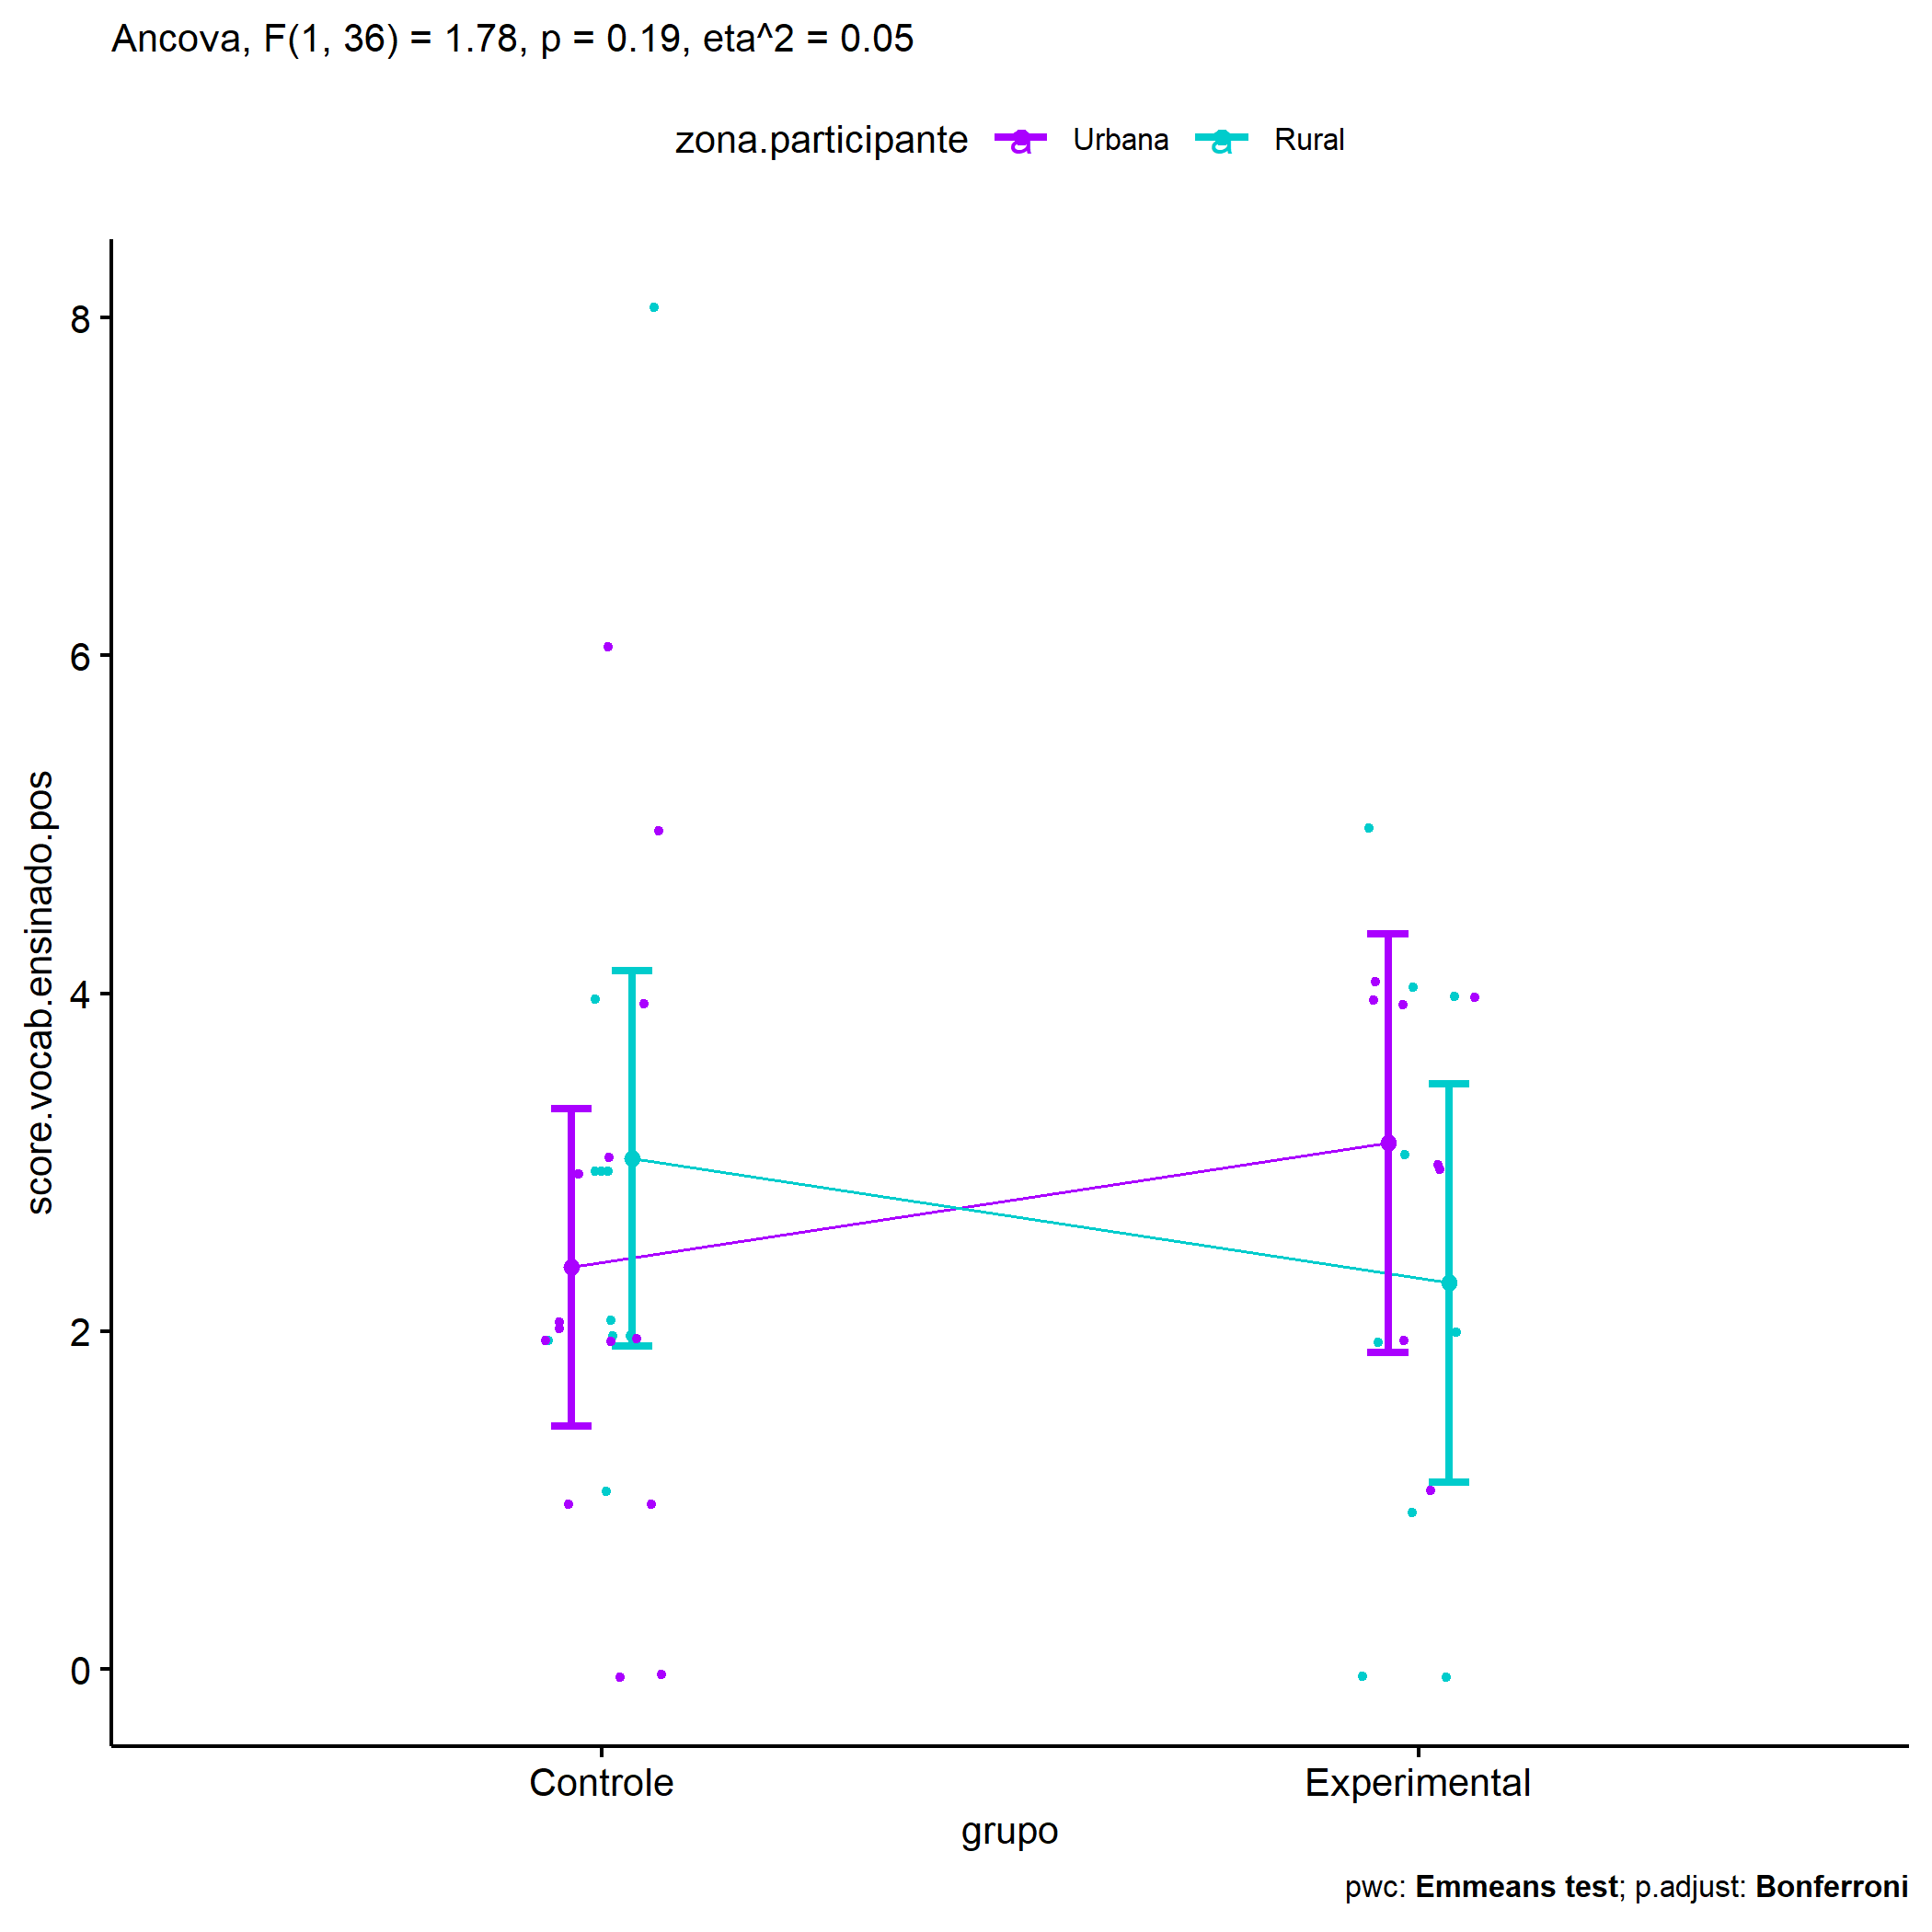 Ancova, F(1, 36) = 1.78, p = 0.19, eta^2 = 0.05
zona.participante a Urbana a Rural
score.vocab.ensinado.pos
8
6
4
2
0
Controle Experimental
grupo
pwc: Emmeans test; p.adjust: Bonferroni